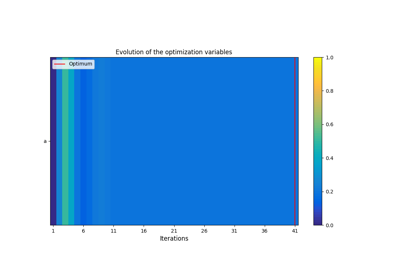 Evolution of the optimization variables
Optimum
a
1 6 11 16 21 26 31 36 41
Iterations
1.0
0.8
0.6
0.4
0.2
0.0